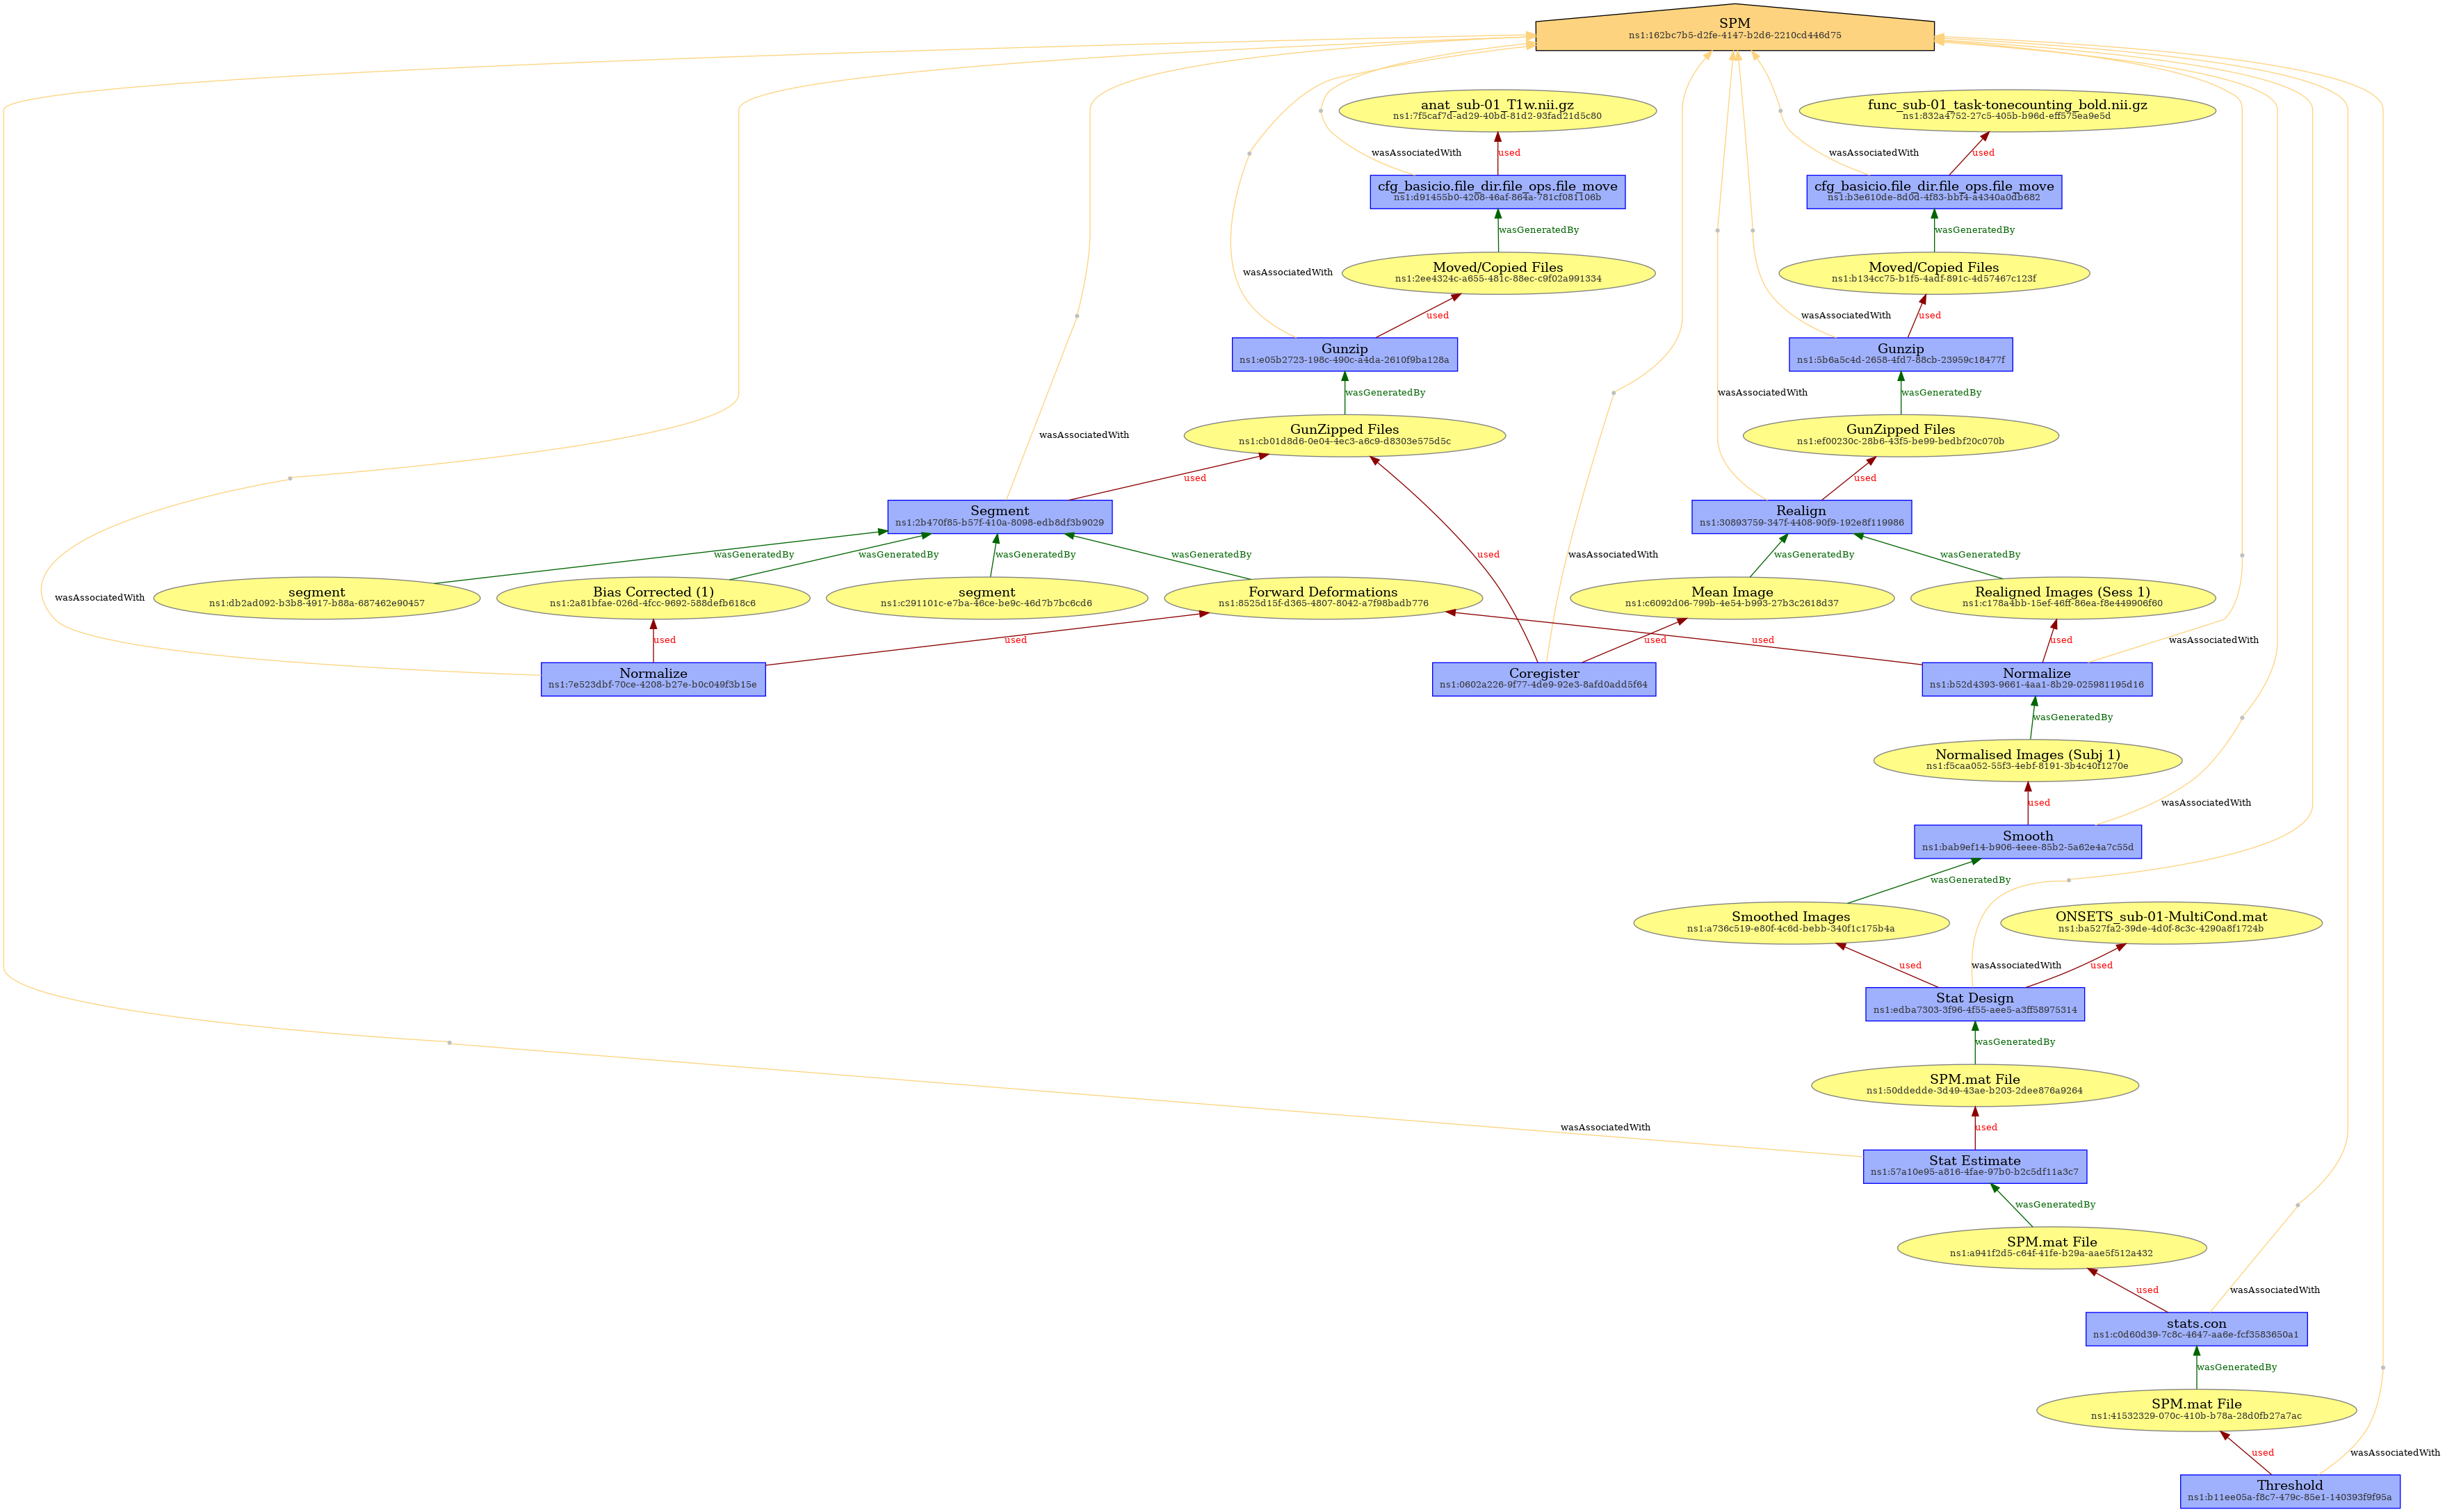 SPM
ns1:162bc7b5-d2fe-4147-b2d6-2210cd446d75
anat_sub-01_T1w.nii.gz
ns1:7f5caf7d-ad29-40bd-81d2-93fad21d5c80
func_sub-01_task-tonecounting_bold.nii.gz
ns1:832a4752-27c5-405b-b96d-eff575ea9e5d
wasAssociatedWith
used
wasAssociatedWith
used
cfg_basicio.file_dir.file_ops.file_move
ns1:d91455b0-4208-46af-864a-781cf081106b
cfg_basicio.file_dir.file_ops.file_move
ns1:b3e610de-8d0d-4f83-bbf4-a4340a0db682
wasGeneratedBy
wasGeneratedBy
Moved/Copied Files
ns1:2ee4324c-a655-481c-88ec-c9f02a991334
Moved/Copied Files
ns1:b134cc75-b1f5-4adf-891c-4d57467c123f
wasAssociatedWith
used
wasAssociatedWith
used
Gunzip
ns1:e05b2723-198c-490c-a4da-2610f9ba128a
Gunzip
ns1:5b6a5c4d-2658-4fd7-88cb-23959c18477f
wasGeneratedBy
wasAssociatedWith
wasGeneratedBy
wasAssociatedWith
GunZipped Files
ns1:cb01d8d6-0e04-4ec3-a6c9-d8303e575d5c
GunZipped Files
ns1:ef00230c-28b6-43f5-be99-bedbf20c070b
used
used
Segment
ns1:2b470f85-b57f-410a-8098-edb8df3b9029
Realign
ns1:30893759-347f-4408-90f9-192e8f119986
wasGeneratedBy
wasGeneratedBy
wasGeneratedBy
wasGeneratedBy
used
wasAssociatedWith
wasGeneratedBy
wasGeneratedBy
wasAssociatedWith
segment
ns1:db2ad092-b3b8-4917-b88a-687462e90457
Bias Corrected (1)
ns1:2a81bfae-026d-4fcc-9692-588defb618c6
segment
ns1:c291101c-e7ba-46ce-be9c-46d7b7bc6cd6
Forward Deformations
ns1:8525d15f-d365-4807-8042-a7f98badb776
Mean Image
ns1:c6092d06-799b-4e54-b993-27b3c2618d37
Realigned Images (Sess 1)
ns1:c178a4bb-15ef-46ff-86ea-f8e449906f60
used
used
used
used
used
wasAssociatedWith
Normalize
ns1:7e523dbf-70ce-4208-b27e-b0c049f3b15e
Coregister
ns1:0602a226-9f77-4de9-92e3-8afd0add5f64
Normalize
ns1:b52d4393-9661-4aa1-8b29-025981195d16
wasGeneratedBy
Normalised Images (Subj 1)
ns1:f5caa052-55f3-4ebf-8191-3b4c40f1270e
used
wasAssociatedWith
Smooth
ns1:bab9ef14-b906-4eee-85b2-5a62e4a7c55d
wasGeneratedBy
Smoothed Images
ns1:a736c519-e80f-4c6d-bebb-340f1c175b4a
ONSETS_sub-01-MultiCond.mat
ns1:ba527fa2-39de-4d0f-8c3c-4290a8f1724b
used
wasAssociatedWith
used
Stat Design
ns1:edba7303-3f96-4f55-aee5-a3ff58975314
wasGeneratedBy
SPM.mat File
ns1:50ddedde-3d49-43ae-b203-2dee876a9264
wasAssociatedWith
used
Stat Estimate
ns1:57a10e95-a816-4fae-97b0-b2c5df11a3c7
wasGeneratedBy
SPM.mat File
ns1:a941f2d5-c64f-41fe-b29a-aae5f512a432
used
wasAssociatedWith
stats.con
ns1:c0d60d39-7c8c-4647-aa6e-fcf3583650a1
wasGeneratedBy
SPM.mat File
ns1:41532329-070c-410b-b78a-28d0fb27a7ac
used
wasAssociatedWith
Threshold
ns1:b11ee05a-f8c7-479c-85e1-140393f9f95a